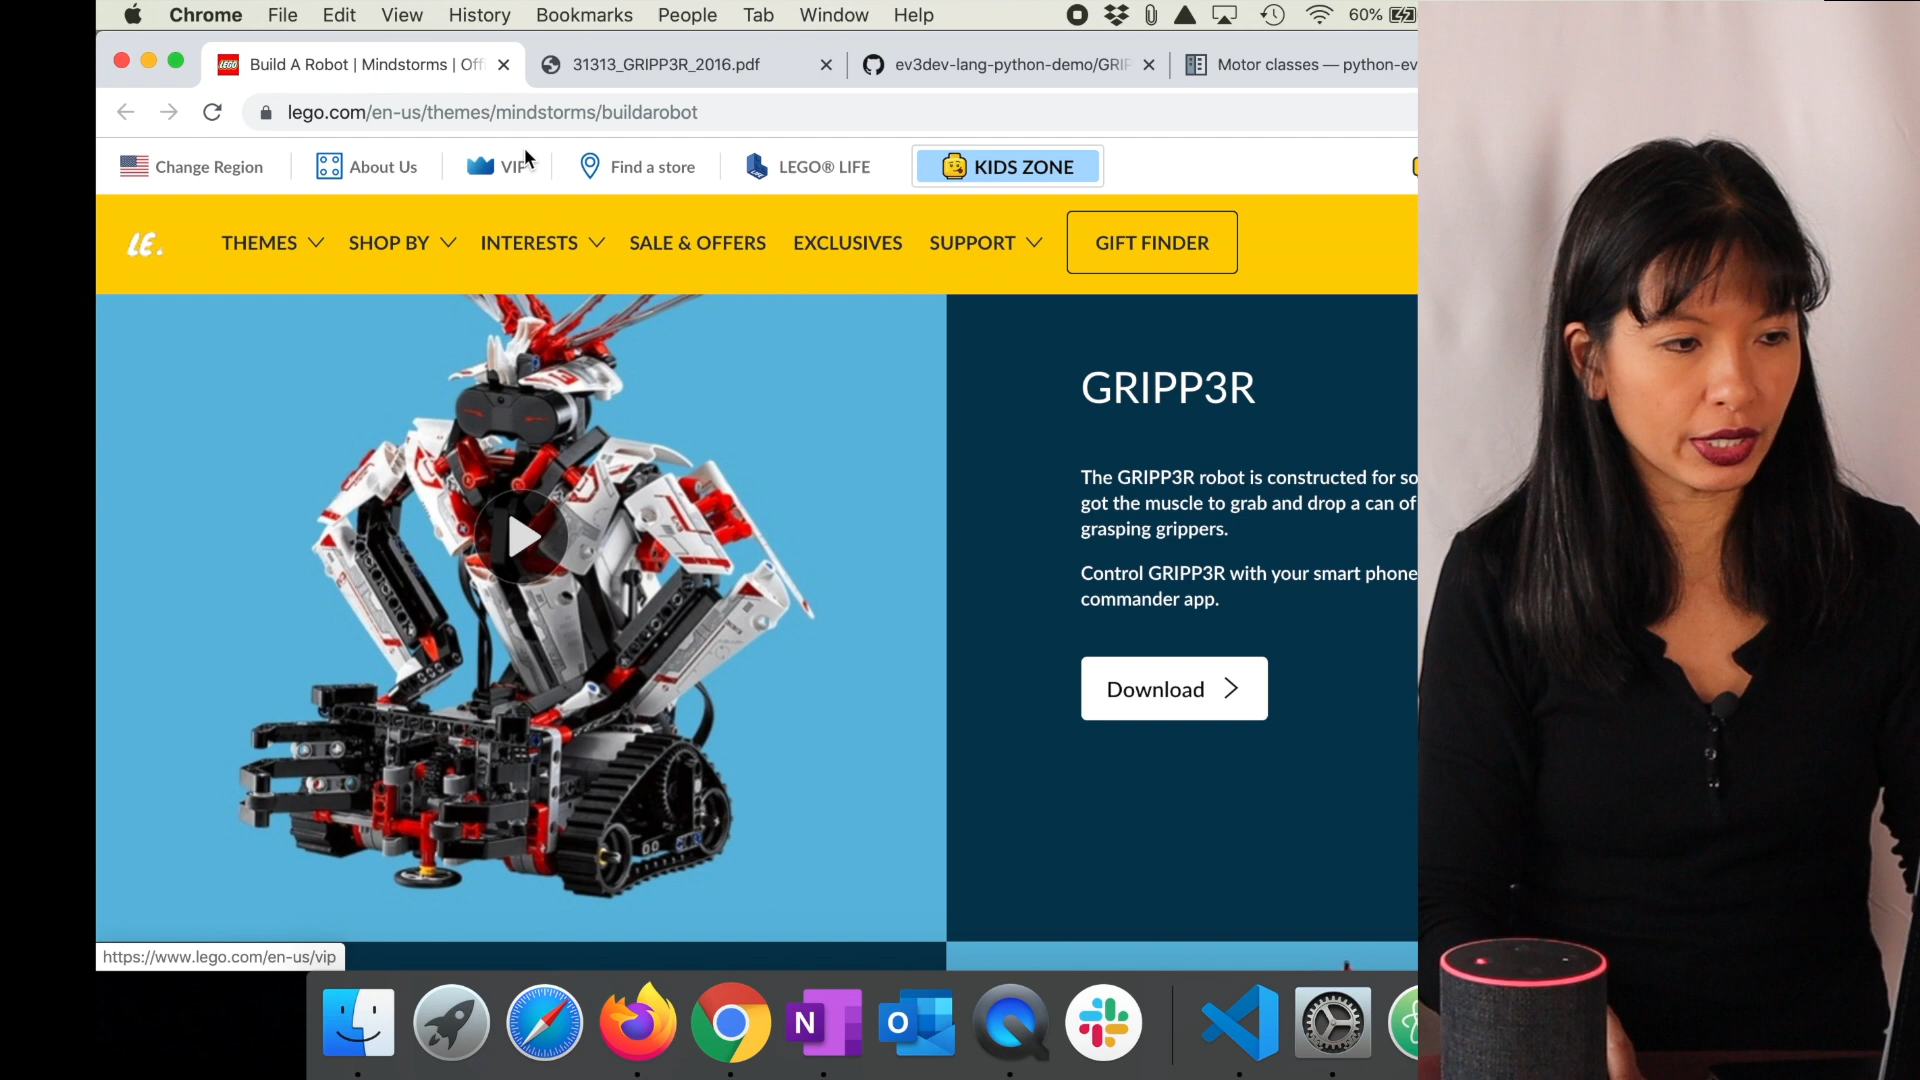 Chrome File Edit View History Bookmarks People Tab Window Help 60%
LEGO Build A Robot | Mindstorms | Off
31313_GRIPP3R_2016.pdf
ev3dev-lang-python-demo/GRIP
Motor classes — python-ev
lego.com/en-us/themes/mindstorms/buildarobot
Change Region
About Us
VIP
Find a store
LEGO® LIFE
KIDS ZONE
LE.
THEMES SHOP BY INTERESTS SALE & OFFERS EXCLUSIVES SUPPORT GIFT FINDER
GRIPP3R
The GRIPP3R robot is constructed for so
got the muscle to grab and drop a can of
grasping grippers.
Control GRIPP3R with your smart phone
commander app.
Download
https://www.lego.com/en-us/vip
N
O